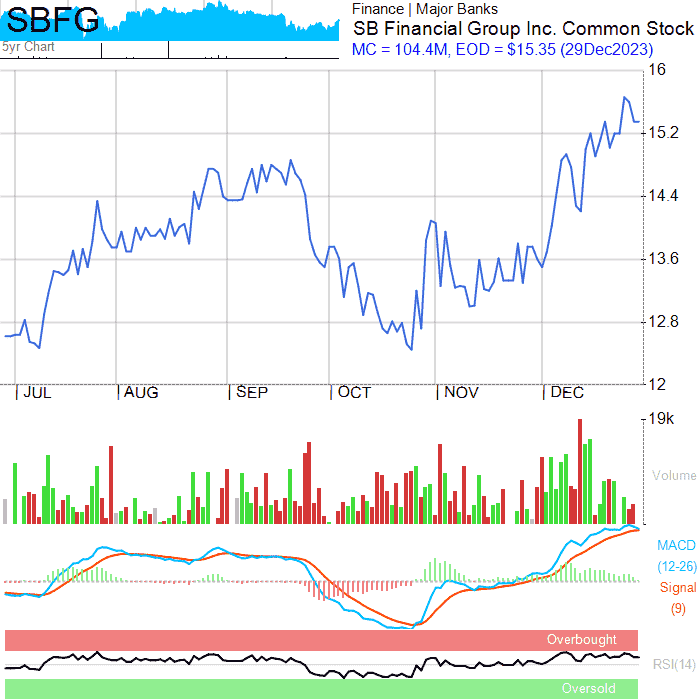 SBFG
5yr Chart
Finance | Major Banks
SB Financial Group Inc. Common Stock
MC = 104.4M, EOD = $15.35 (29Dec2023)
16
15.2
14.4
13.6
12.8
12
| JUL | AUG | SEP | OCT | NOV | DEC
19k
Volume
MACD
(12-26)
Signal
(9)
Overbought
RSI(14)
Oversold